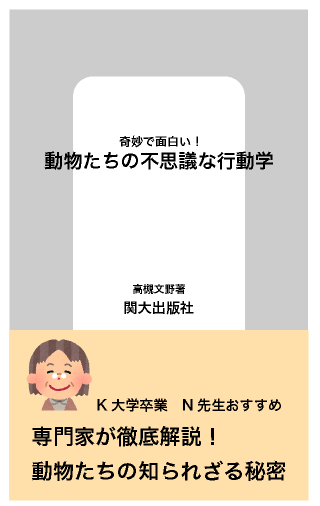 奇妙で面白い！
動物たちの不思議な行動学
高槻文野著
関大出版社
K大学卒業　N先生おすすめ
専門家が徹底解説！
動物たちの知られざる秘密